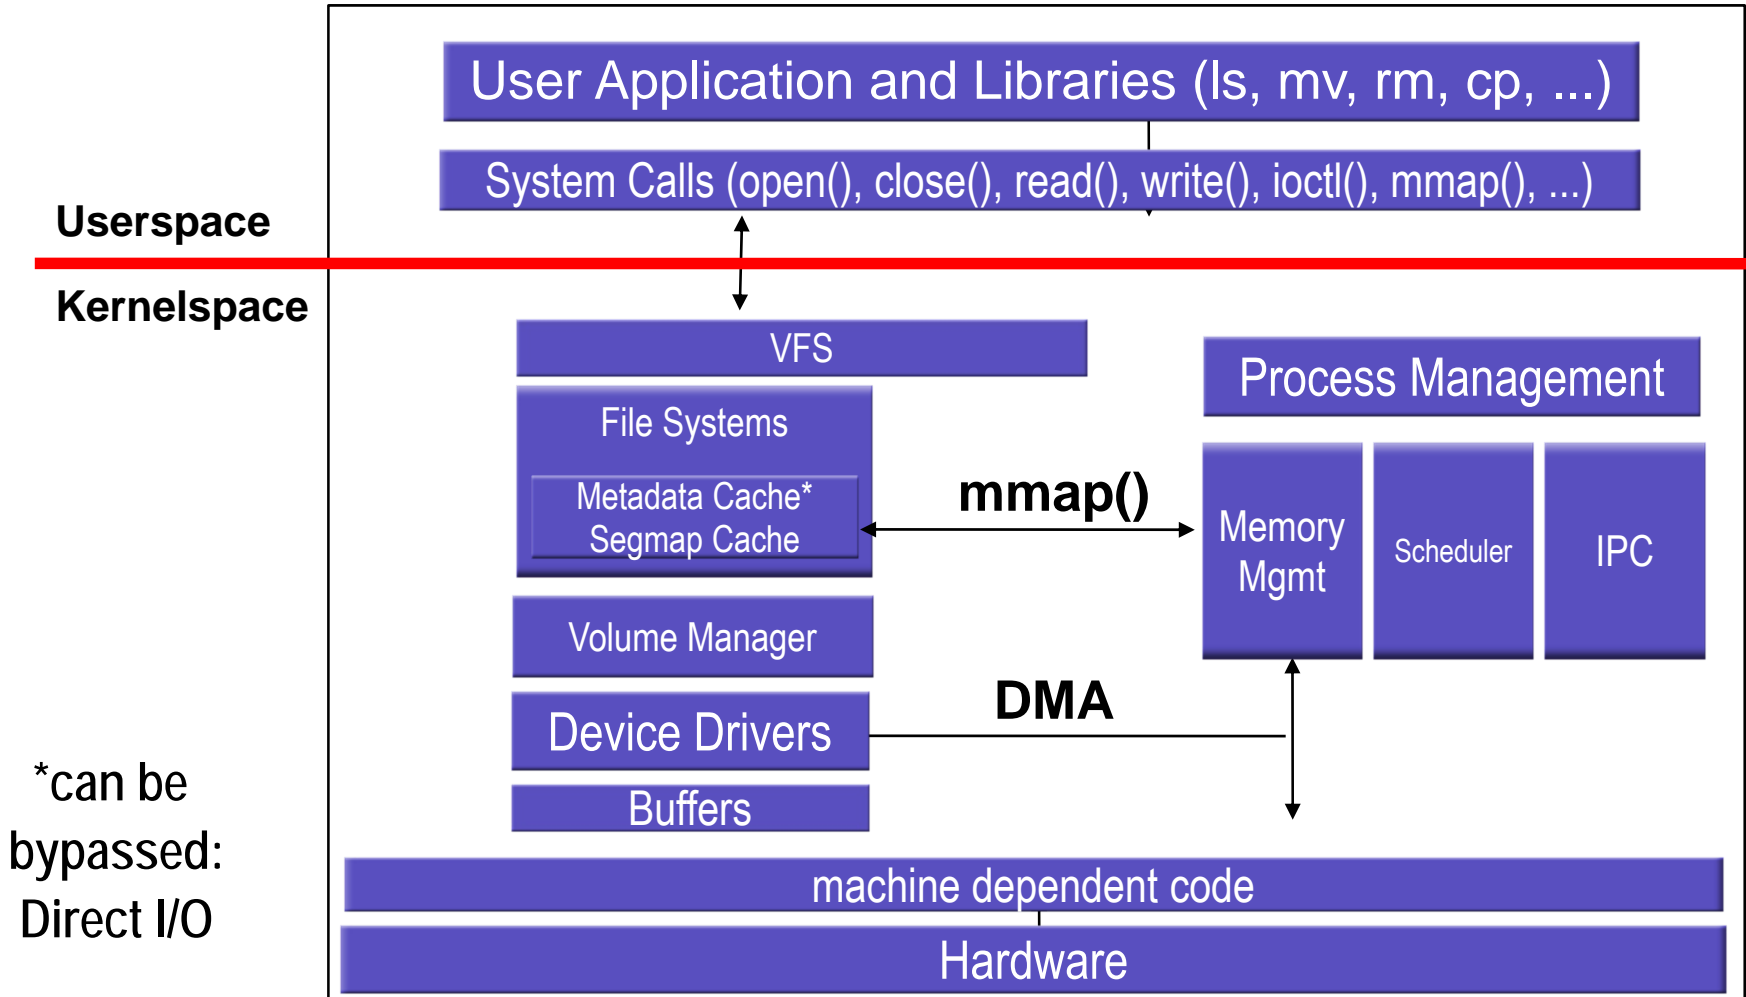 User Application and Libraries (ls, mv, rm, cp, ...)
System Calls (open(), close(), read(), write(), ioctl(), mmap(), ...)
Userspace
Kernelspace
VFS
Process Management
File Systems
Metadata Cache*
Segmap Cache
mmap()
Memory
Mgmt
Scheduler
IPC
Volume Manager
DMA
Device Drivers
Buffers
*can be
bypassed:
Direct I/O
machine dependent code
Hardware